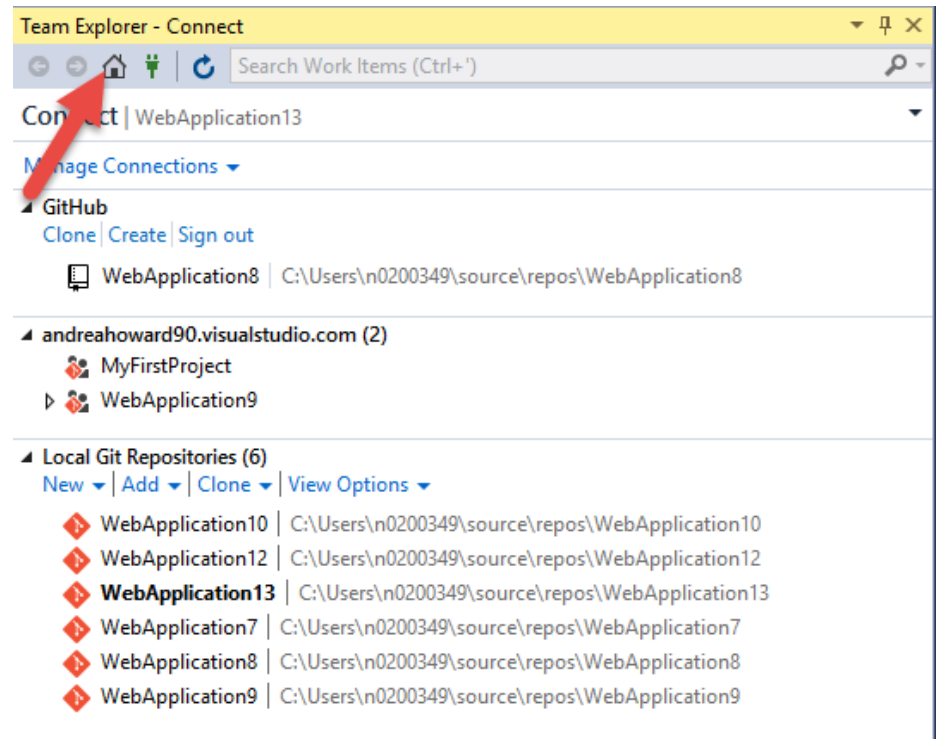 Team Explorer - Connect
Search Work Items (Ctrl+')
Connect | WebApplication13
Manage Connections
GitHub
Clone | Create | Sign out
WebApplication8 | C:\Users\n0200349\source\repos\WebApplication8
andreahoward90.visualstudio.com (2)
MyFirstProject
WebApplication9
Local Git Repositories (6)
New | Add | Clone | View Options
WebApplication10 | C:\Users\n0200349\source\repos\WebApplication10
WebApplication12 | C:\Users\n0200349\source\repos\WebApplication12
WebApplication13 | C:\Users\n0200349\source\repos\WebApplication13
WebApplication7 | C:\Users\n0200349\source\repos\WebApplication7
WebApplication8 | C:\Users\n0200349\source\repos\WebApplication8
WebApplication9 | C:\Users\n0200349\source\repos\WebApplication9